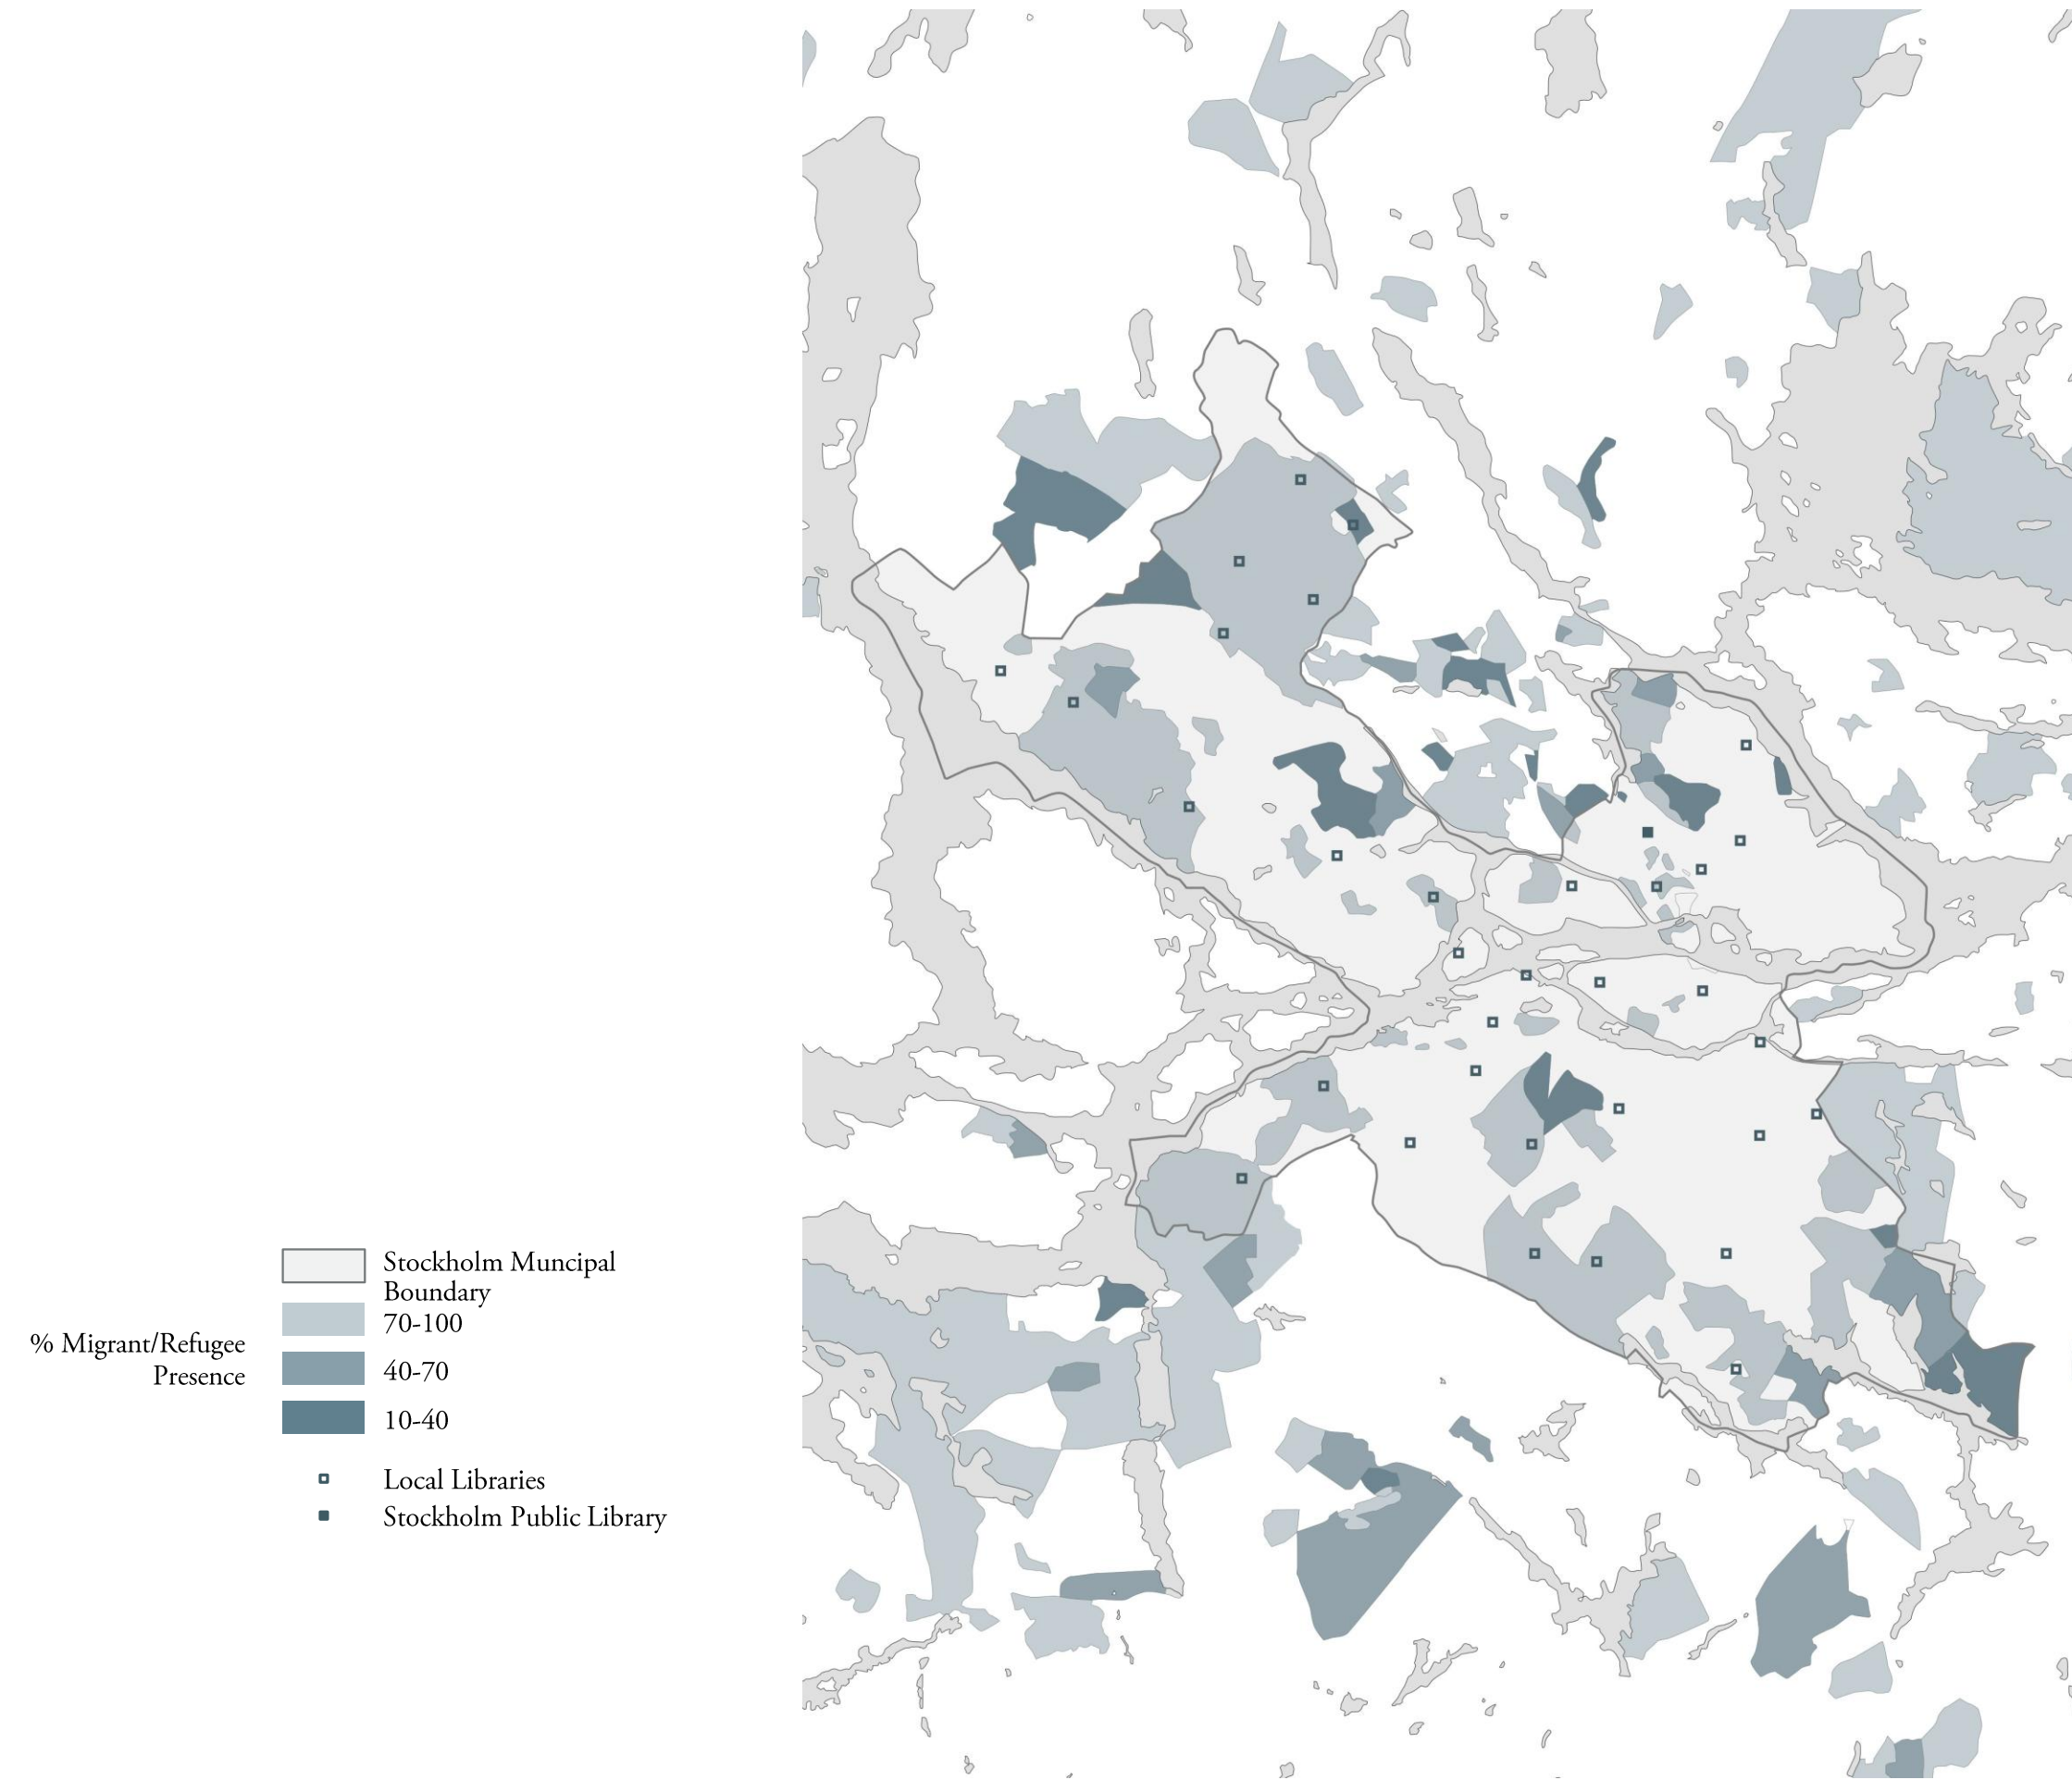 Stockholm Muncipal
Boundary
% Migrant/Refugee
Presence
70-100
40-70
10-40
Local Libraries
Stockholm Public Library